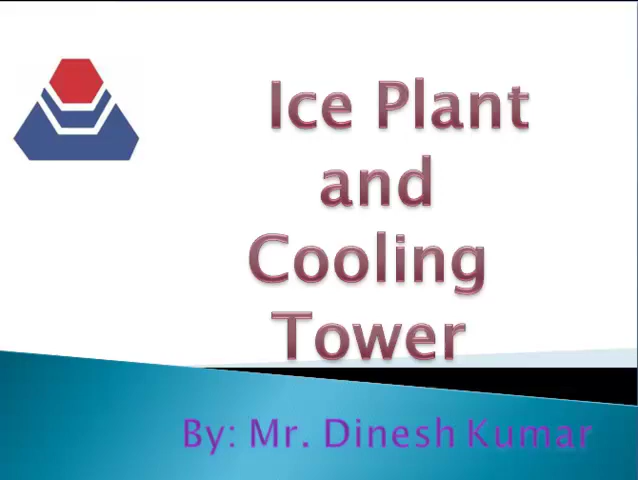 Ice Plant
and
Cooling
Tower
By: Mr. Dinesh Kumar